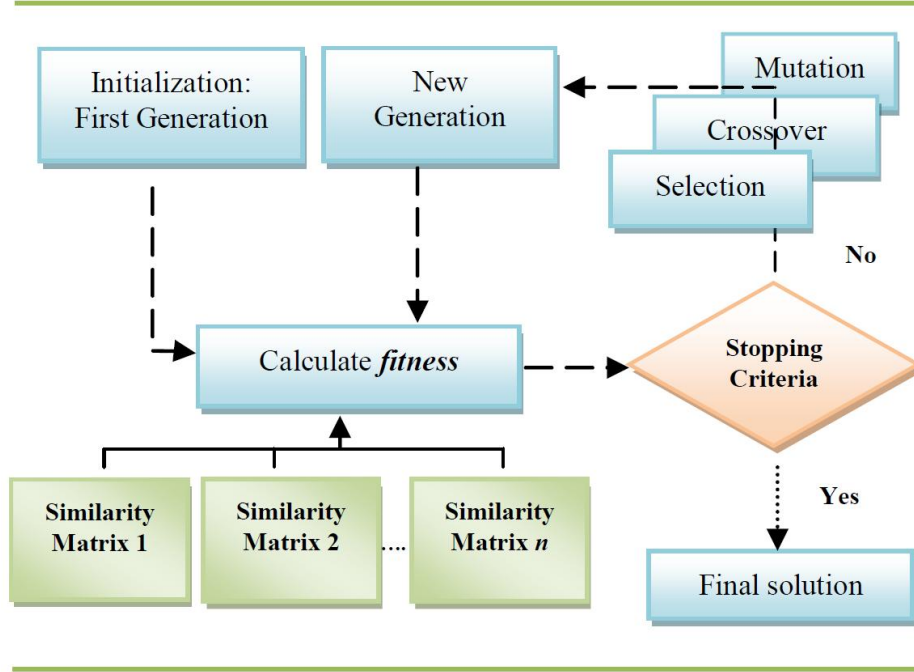 Initialization:
First Generation
New
Generation
Mutation
Crossover
Selection
No
Calculate fitness
Stopping
Criteria
Similarity
Matrix 1
Similarity
Matrix 2
....
Similarity
Matrix n
Yes
Final solution